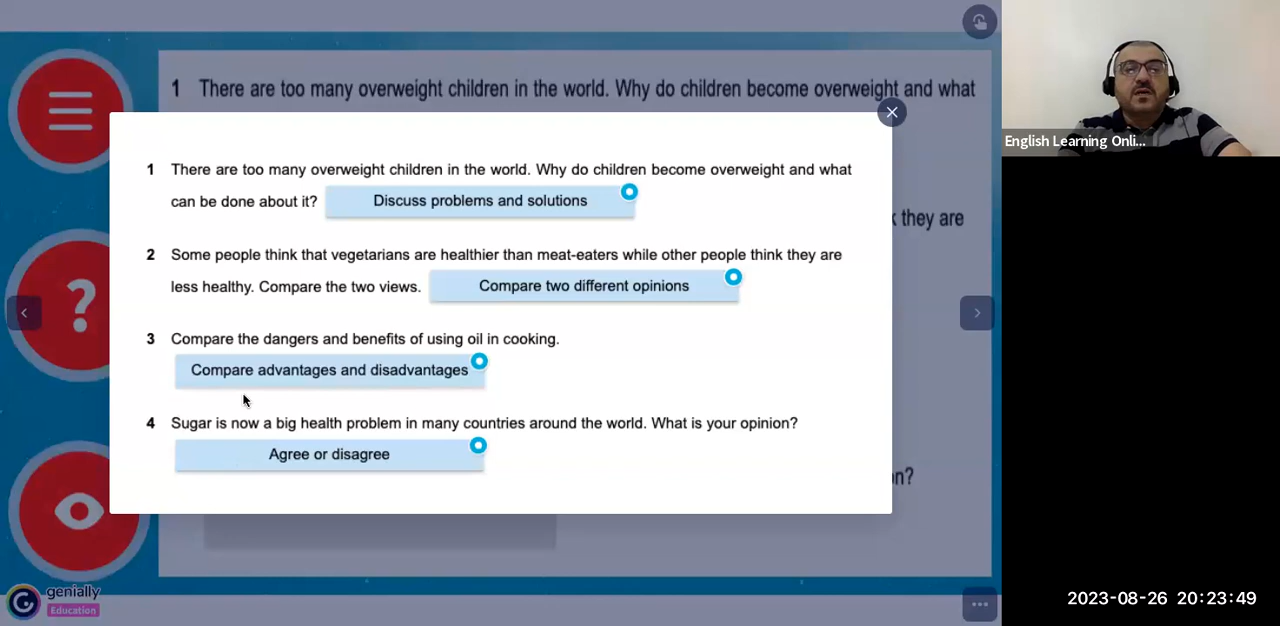 1 There are too many overweight children in the world. Why do children become overweight and what
1 There are too many overweight children in the world. Why do children become overweight and what
can be done about it? Discuss problems and solutions
2 Some people think that vegetarians are healthier than meat-eaters while other people think they are
less healthy. Compare the two views. Compare two different opinions
3 Compare the dangers and benefits of using oil in cooking.
Compare advantages and disadvantages
4 Sugar is now a big health problem in many countries around the world. What is your opinion?
Agree or disagree
they are
?
genially
Education
English Learning Onli...
2023-08-26 20:23:49